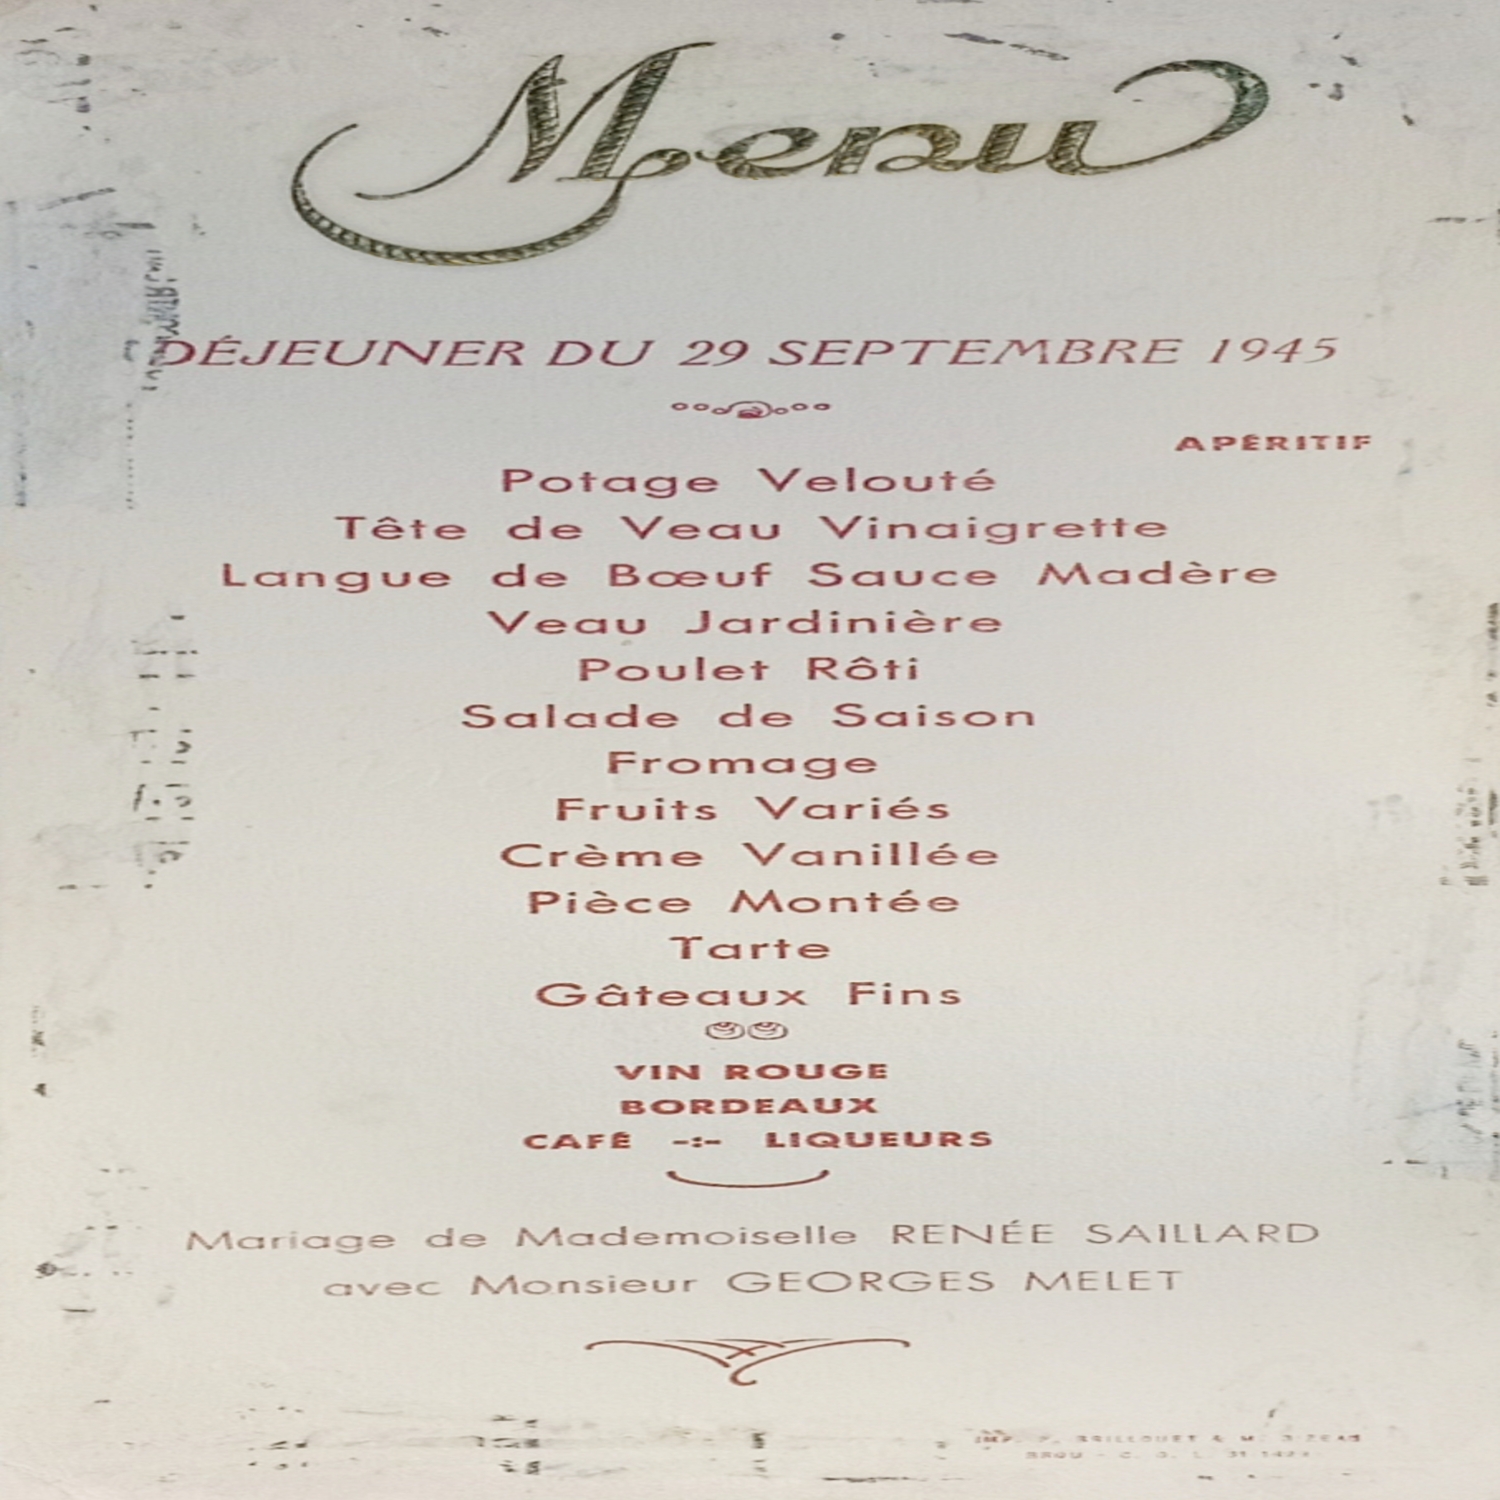 Menu
DÉJEUNER DU 29 SEPTEMBRE 1945
APÉRITIF
Potage Velouté
Tête de Veau Vinaigrette
Langue de Bœuf Sauce Madère
Veau Jardinière
Poulet Rôti
Salade de Saison
Fromage
Fruits Variés
Crème Vanillée
Pièce Montée
Tarte
Gâteaux Fins
VIN ROUGE
BORDEAUX
CAFÉ -:- LIQUEURS
Mariage de Mademoiselle RENÉE SAILLARD
avec Monsieur GEORGES MELET
IMP.
BROU - C. O. L.